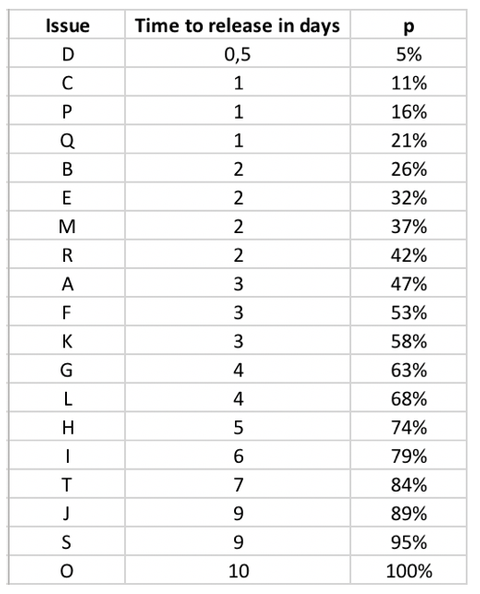 Issue Time to release in days p
D 0,5 5%
C 1 11%
P 1 16%
Q 1 21%
B 2 26%
E 2 32%
M 2 37%
R 2 42%
A 3 47%
F 3 53%
K 3 58%
G 4 63%
L 4 68%
H 5 74%
I 6 79%
T 7 84%
J 9 89%
S 9 95%
O 10 100%